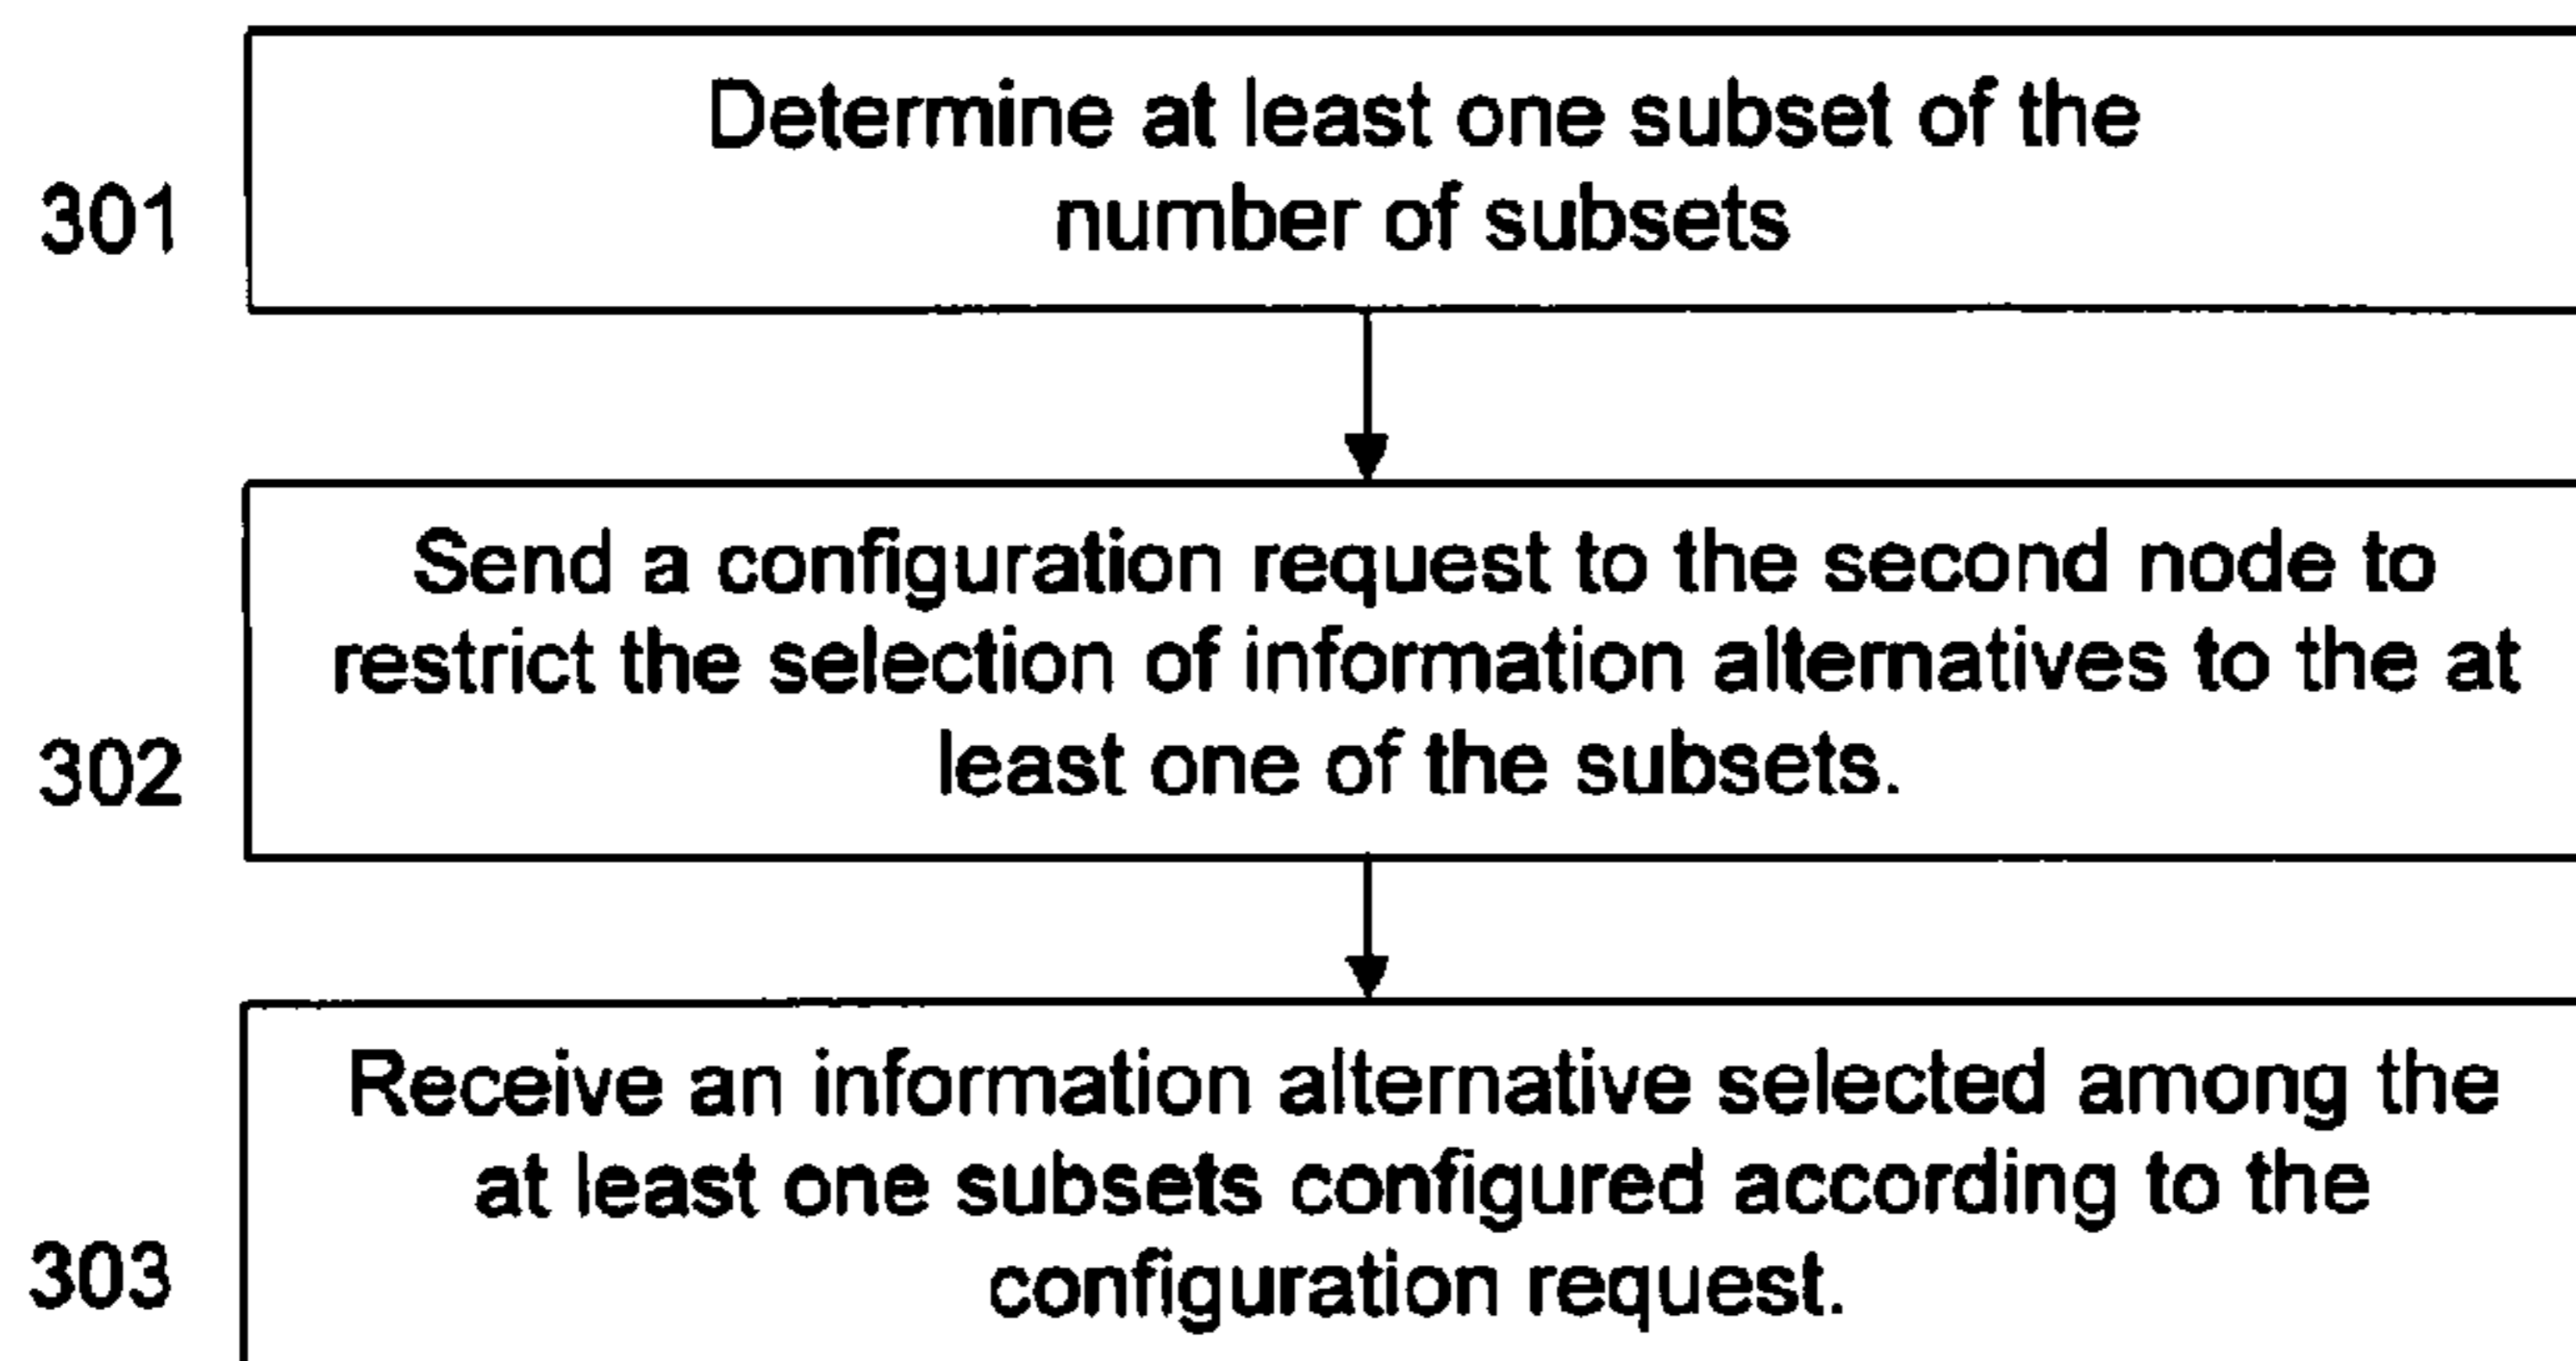 Determine at least one subset of the
301
number of subsets
Send a configuration request to the second node to
restrict the selection of information alternatives to the at
302
least one of the subsets.
Receive an information alternative selected among the
at least one subsets configured according to the
303
configuration request.